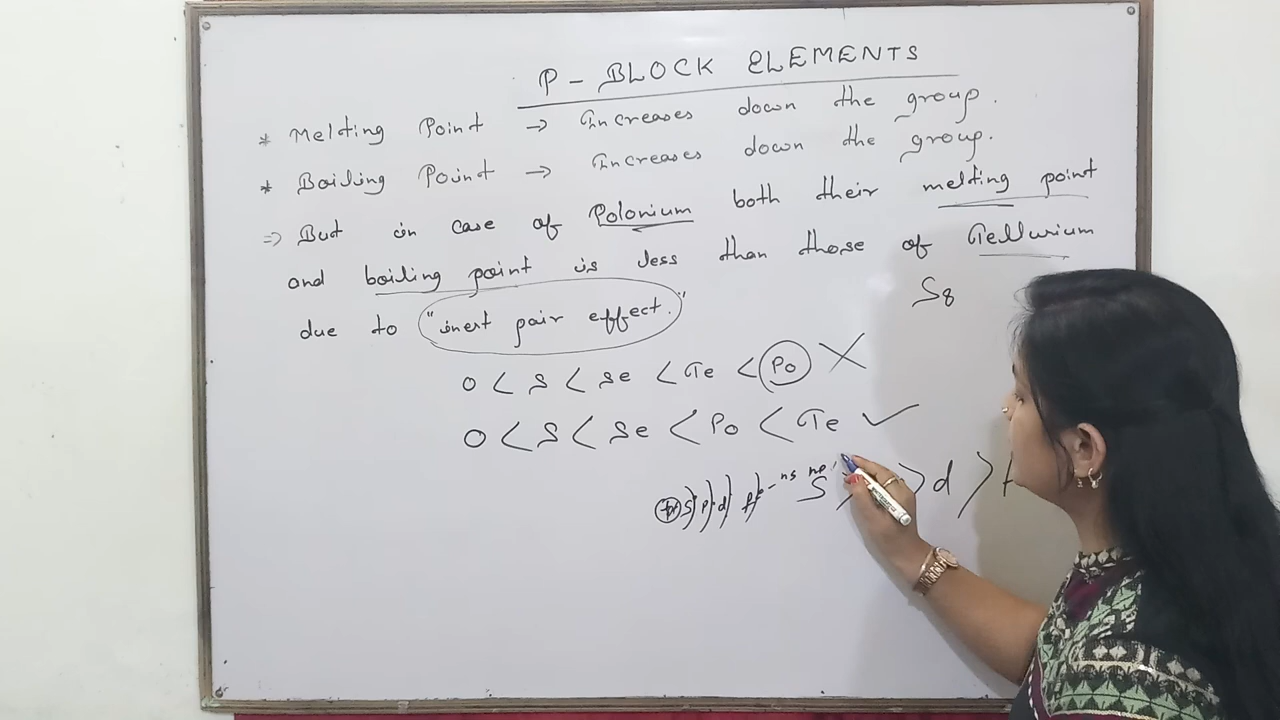 P - BLOCK ELEMENTS
* Melting Point → Increases down the group.
* Boiling Point → Increases down the group.
⇒ But in case of Polonium both their melting point
and boiling point is less than those of Tellurium
due to "inert pair effect."
S8
O < S < Se < Te < Po ✗
O < S < Se < Po < Te ✓
S p d f ns np
S > > d >